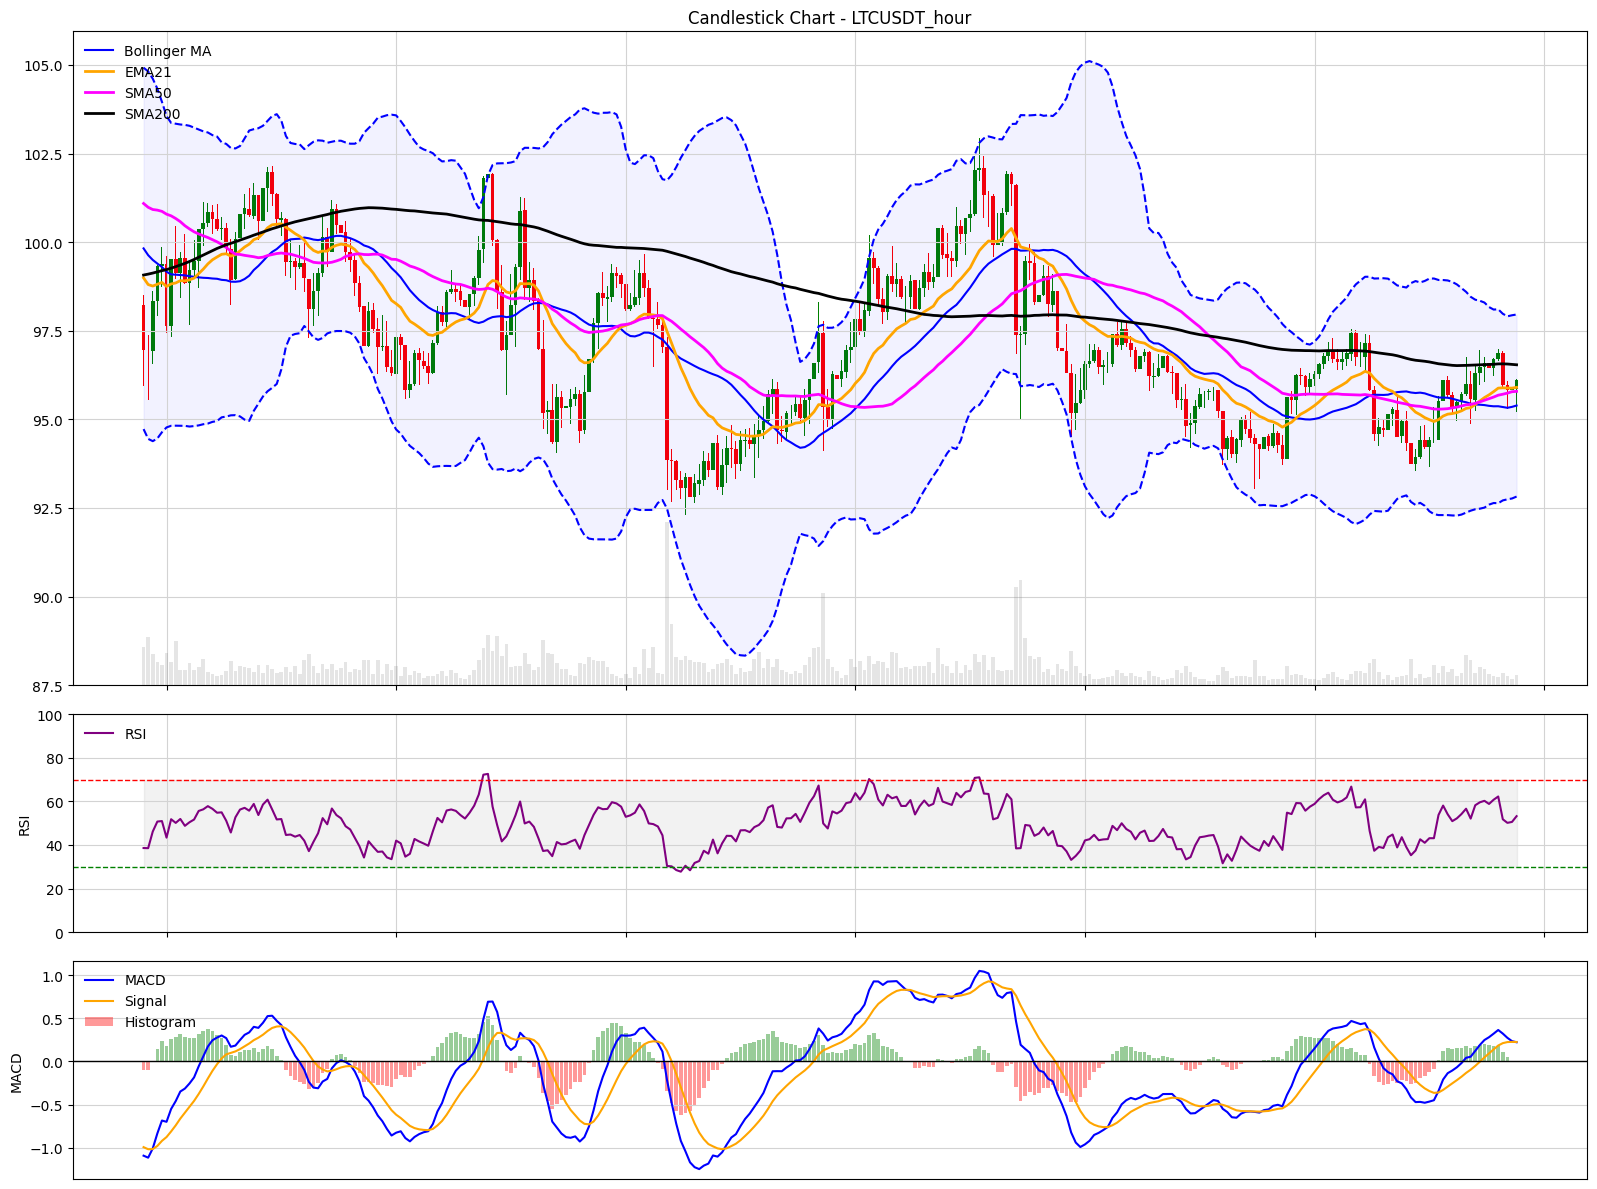 Candlestick Chart - LTCUSDT_hour
Bollinger MA
EMA21
SMA50
SMA200
105.0
102.5
100.0
97.5
95.0
92.5
90.0
87.5
RSI
100
80
60
40
20
0
RSI
MACD
Signal
Histogram
1.0
0.5
0.0
−0.5
−1.0
MACD